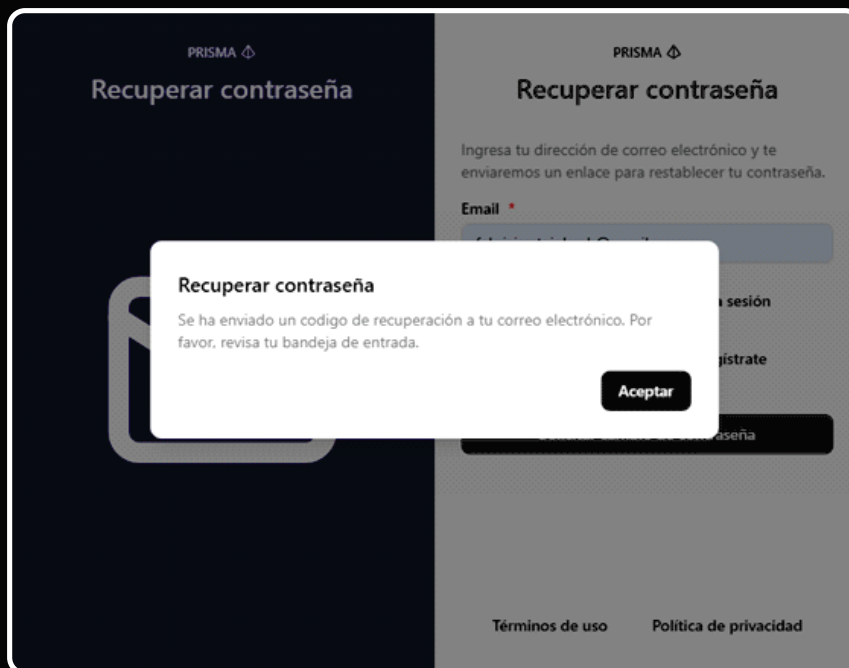 PRISMA
Recuperar contraseña
PRISMA
Recuperar contraseña
Ingresa tu dirección de correo electrónico y te
enviaremos un enlace para restablecer tu contraseña.
Email *
sesión
Recuperar contraseña
Se ha enviado un codigo de recuperación a tu correo electrónico. Por
favor, revisa tu bandeja de entrada.
Aceptar
Términos de uso
Política de privacidad